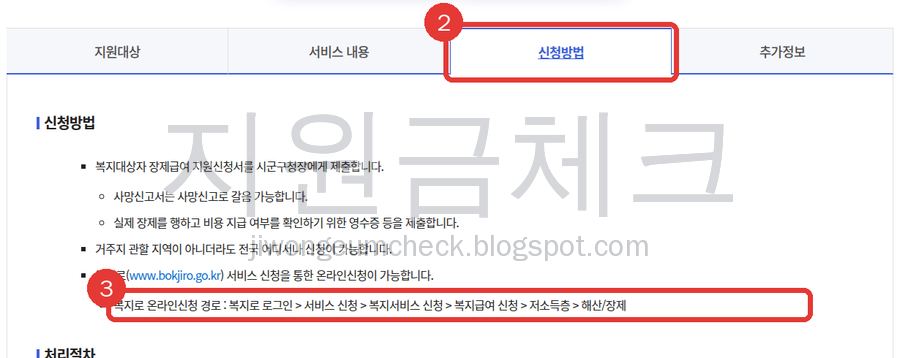 2
지원대상 서비스 내용 신청방법 추가정보
신청방법
복지대상자 장제급여 지원신청서를 시군구청장에게 제출합니다.
사망신고서는 사망신고로 갈음 가능합니다.
실제 장제를 행하고 비용 지급 여부를 확인하기 위한 영수증 등을 제출합니다.
거주지 관할 지역이 아니더라도 전국 어디서나 신청이 가능합니다.
(www.bokjiro.go.kr) 서비스 신청을 통한 온라인신청이 가능합니다.
3
복지로 온라인신청 경로 : 복지로 로그인 > 서비스 신청 > 복지서비스 신청 > 복지급여 신청 > 저소득층 > 해산/장제
처리절차
지원금체크
jiwongeumcheck.blogspot.com